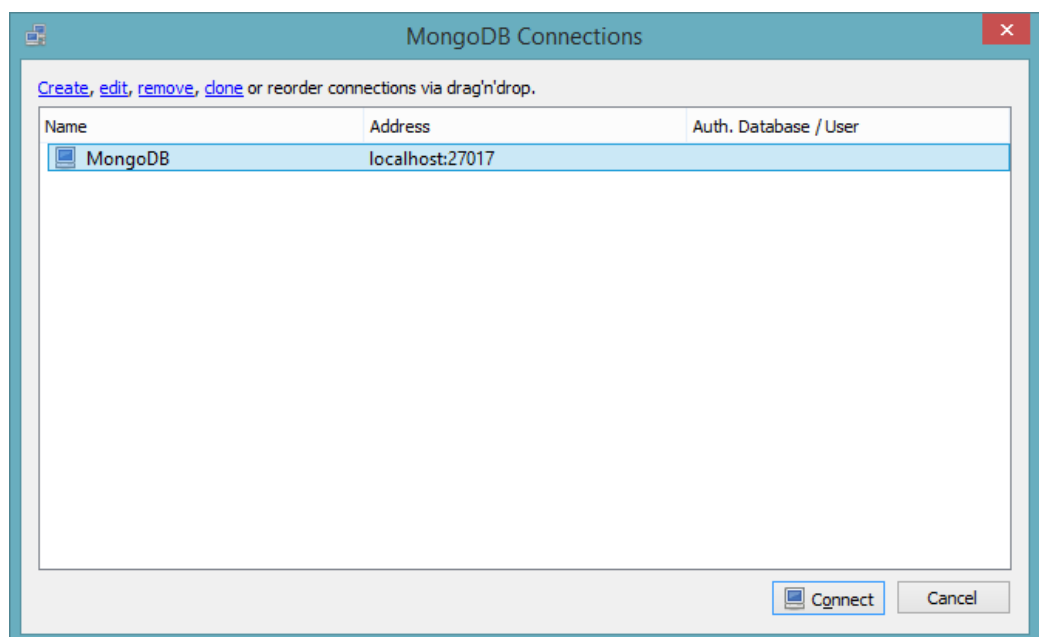 MongoDB Connections
Create, edit, remove, clone or reorder connections via drag'n'drop.
Name Address Auth. Database / User
MongoDB localhost:27017
Connect Cancel